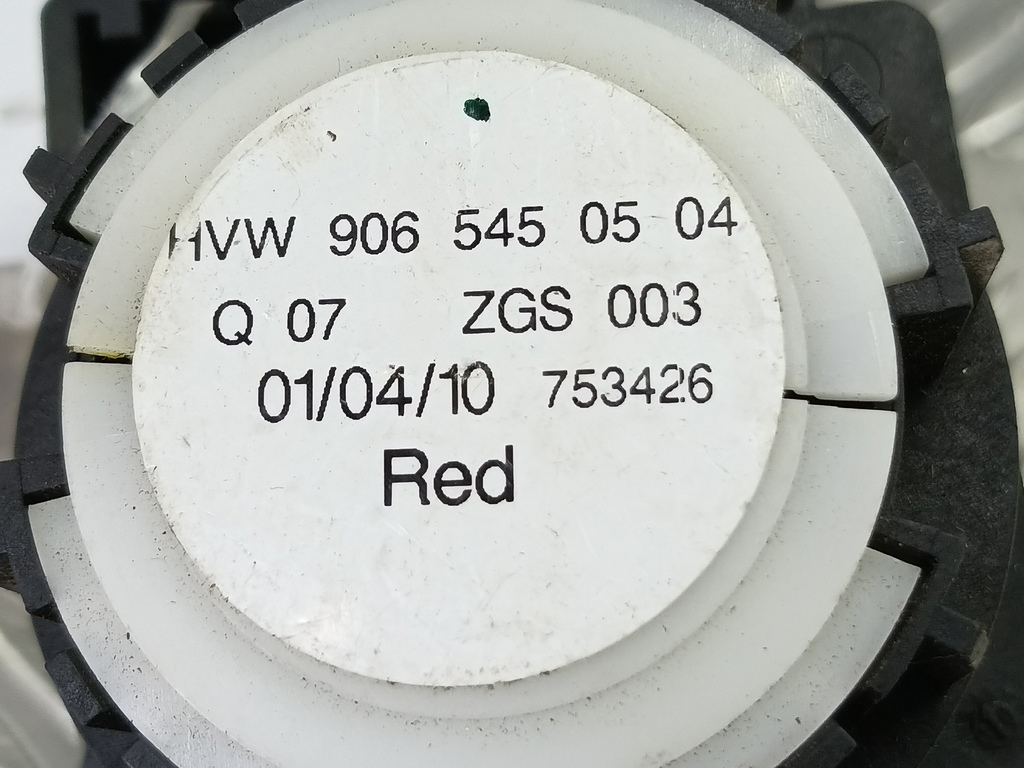 HVW 906 545 05 04
Q 07 ZGS 003
01/04/10 753426
Red